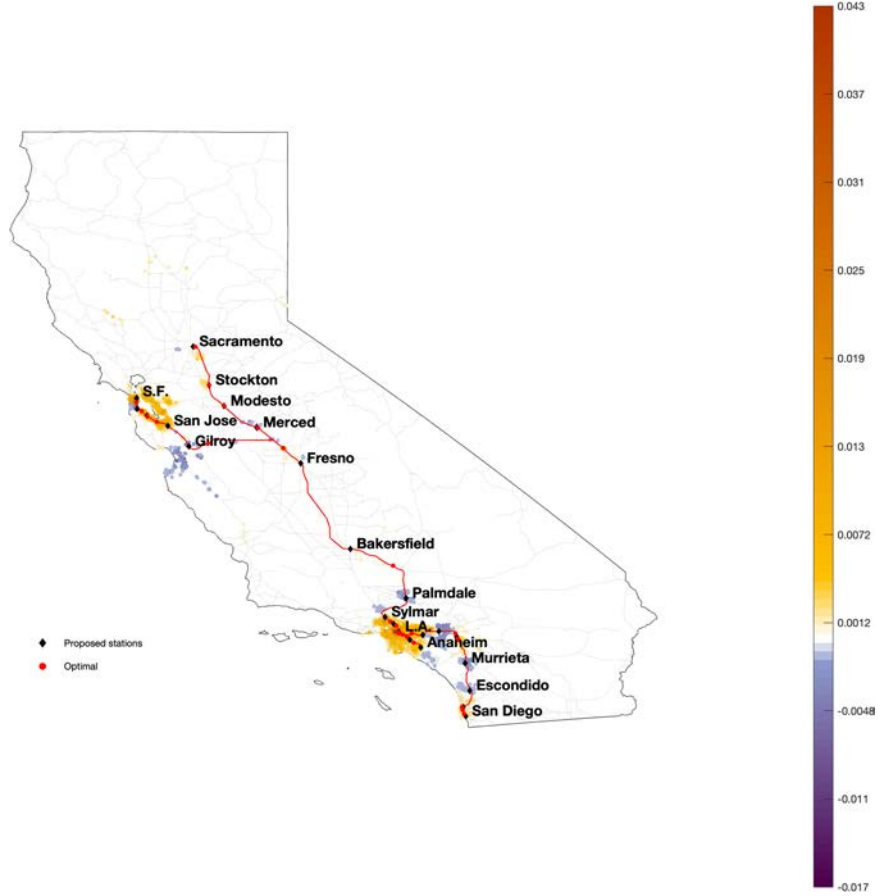 0.043
0.037
0.031
0.025
0.019
0.013
0.0072
0.0012
-0.0048
-0.011
-0.017
Sacramento
Stockton
S.F.
Modesto
San Jose
Merced
Gilroy
Fresno
Bakersfield
Palmdale
Sylmar
L.A.
Anaheim
Murrieta
Escondido
San Diego
Proposed stations
Optimal